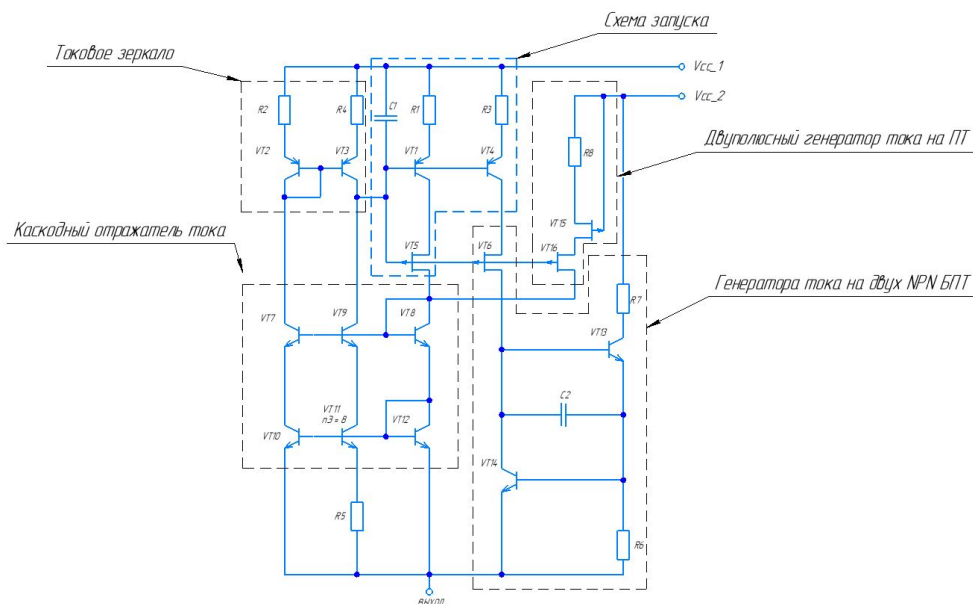 Схема запуска
Токовое зеркало
Vcc_1
Vcc_2
R2
R4
C1
R1
R3
R8
Двуполюсный генератор тока на ПТ
VT2
VT3
VT1
VT4
VT15
Каскодный отражатель тока
VT5
VT6
VT16
Генератора тока на двух NPN БПТ
R7
VT7
VT9
VT8
VT13
C2
VT11
nЭ = 8
VT10
VT12
VT14
R5
R6
ВЫХОД